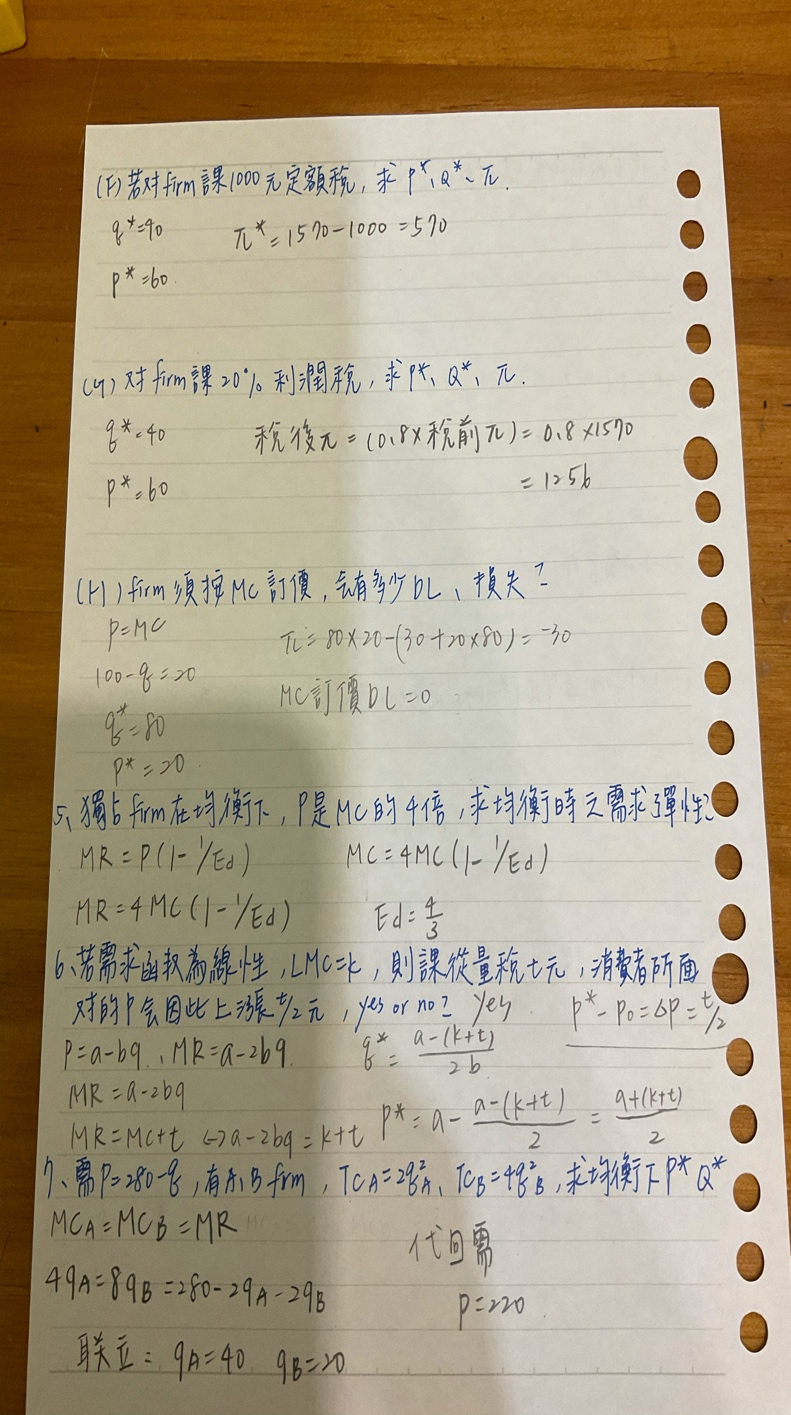 (F) 若对firm課1000元定額稅, 求P*、Q*、π.
q*=40 π*=1570-1000=570
P*=60
(G) 对firm課20%利潤稅, 求P*、Q*、π.
q*=40 稅後π=(0.8×稅前π)=0.8×1570
P*=60 =1256
(H) firm須按MC訂價, 会有多少DL、損失?
P=MC π=80×20-(30+20×80)=-30
100-q=20
MC訂價DL=0
q*=80
P*=20
5、獨占firm在均衡下, P是MC的4倍, 求均衡時之需求彈性?
MR=P(1-1/Ed) MC=4MC(1-1/Ed)
MR=4MC(1-1/Ed) Ed=4/3
6、若需求函扠為線性, LMC=k, 則課從量稅t元, 消費者所面
对的P会因此上漲t/2元, yes or no? yes P*-P0=ΔP=t/2
P=a-bq、MR=a-2bq q*=a-(k+t)/2b
MR=a-2bq
MR=MC+t ↔a-2bq=k+t P*=a-a-(k+t)/2=a+(k+t)/2
7、需P=280-q, 有A、B firm, TCA=2q²A、TCB=4q²B, 求均衡下P* Q*
MCA=MCB=MR
代回需
4qA=8qB=280-2qA-2qB
P=220
联立: qA=40 qB=20